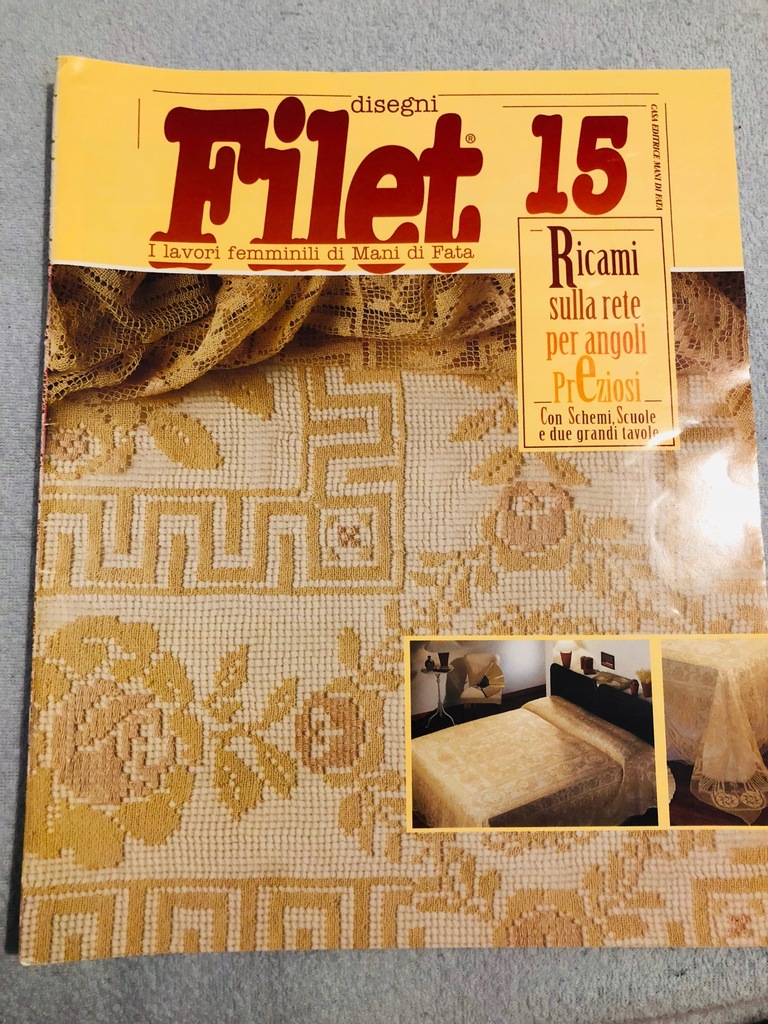 disegni
Filet®
15
CASA EDITRICE MANI DI FATA
I lavori femminili di Mani di Fata
Ricami
sulla rete
per angoli
PrEziosi
Con Schemi, Scuole
e due grandi tavole